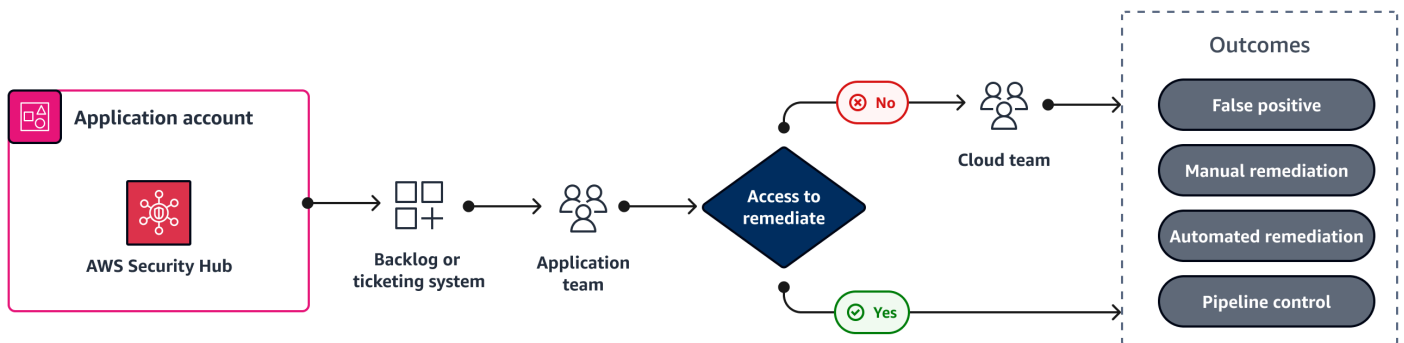 Application account
AWS Security Hub
Backlog or
ticketing system
Application
team
Access to
remediate
No
Cloud team
Yes
Outcomes
False positive
Manual remediation
Automated remediation
Pipeline control